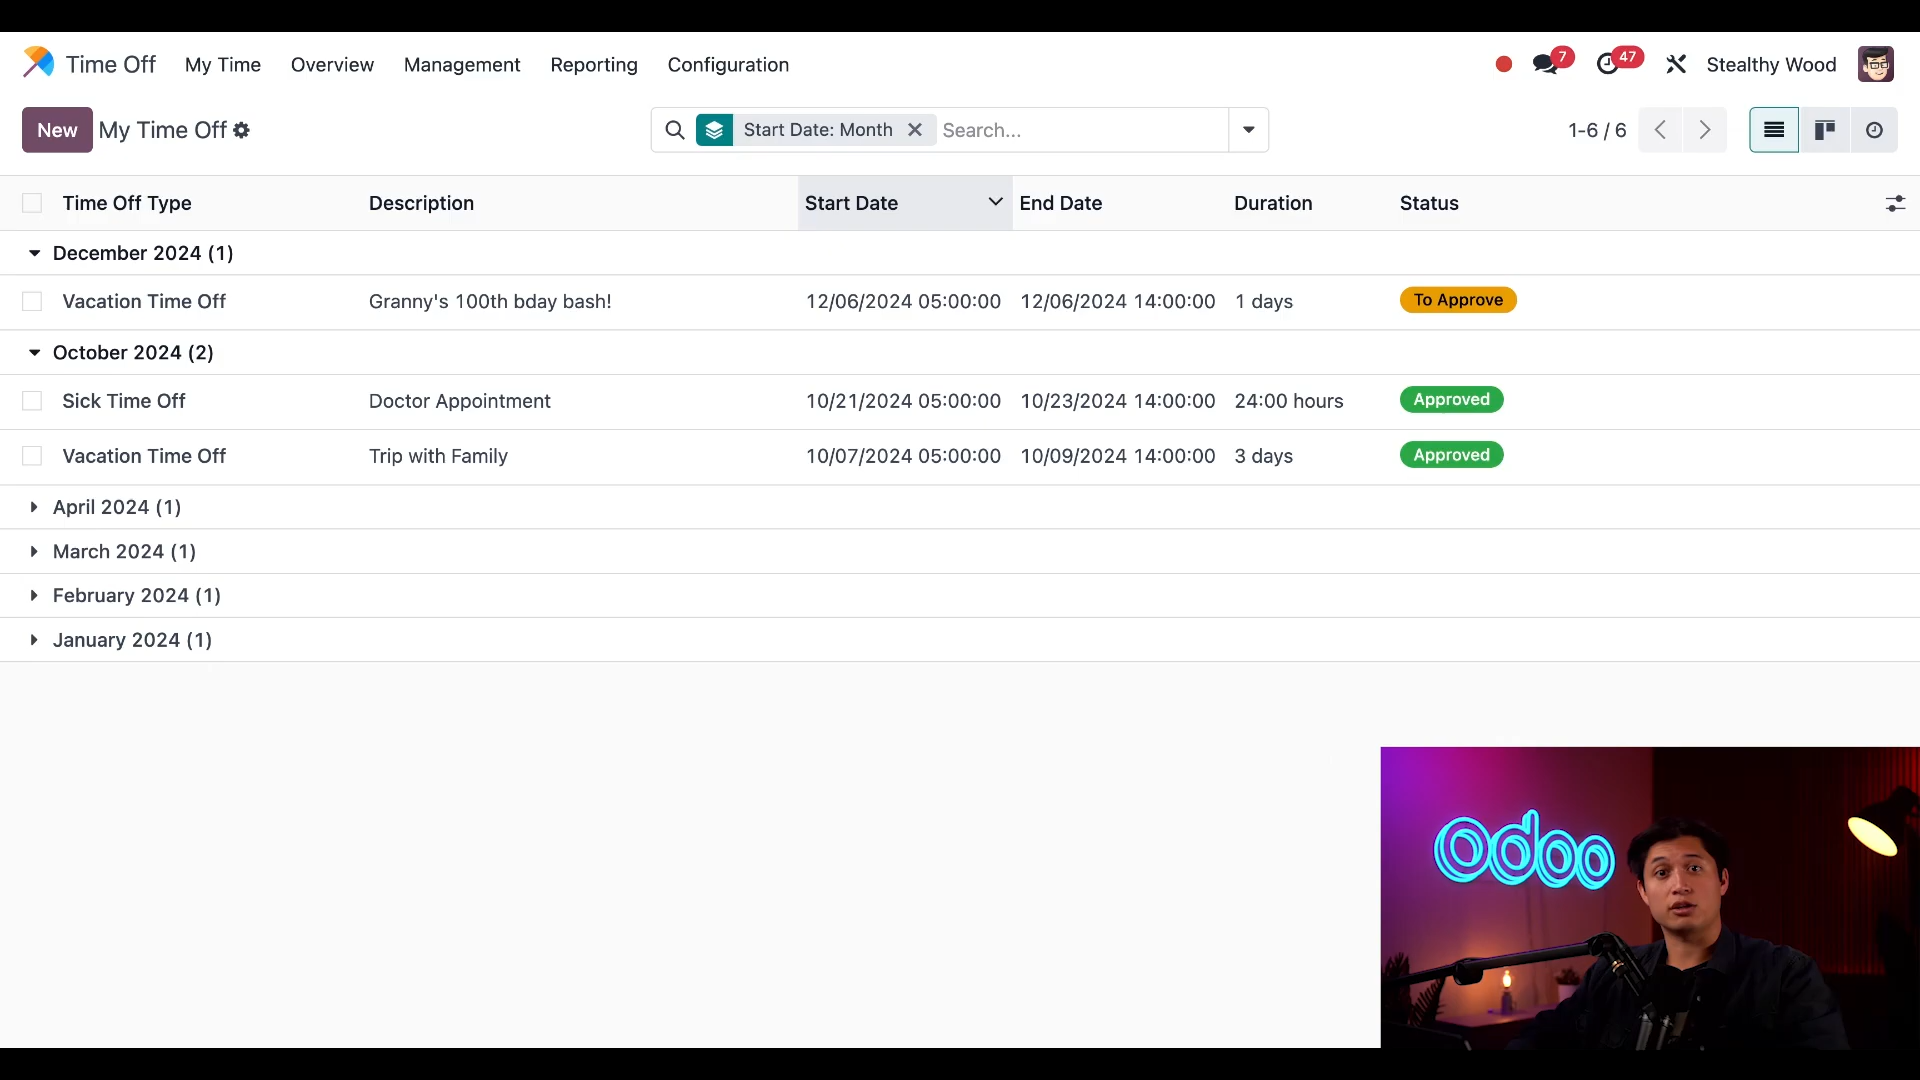 Time Off My Time Overview Management Reporting Configuration 7 47 Stealthy Wood
New My Time Off Start Date: Month Search... 1-6 / 6
Time Off Type Description Start Date End Date Duration Status
December 2024 (1)
Vacation Time Off Granny's 100th bday bash! 12/06/2024 05:00:00 12/06/2024 14:00:00 1 days To Approve
October 2024 (2)
Sick Time Off Doctor Appointment 10/21/2024 05:00:00 10/23/2024 14:00:00 24:00 hours Approved
Vacation Time Off Trip with Family 10/07/2024 05:00:00 10/09/2024 14:00:00 3 days Approved
April 2024 (1)
March 2024 (1)
February 2024 (1)
January 2024 (1)
odoo